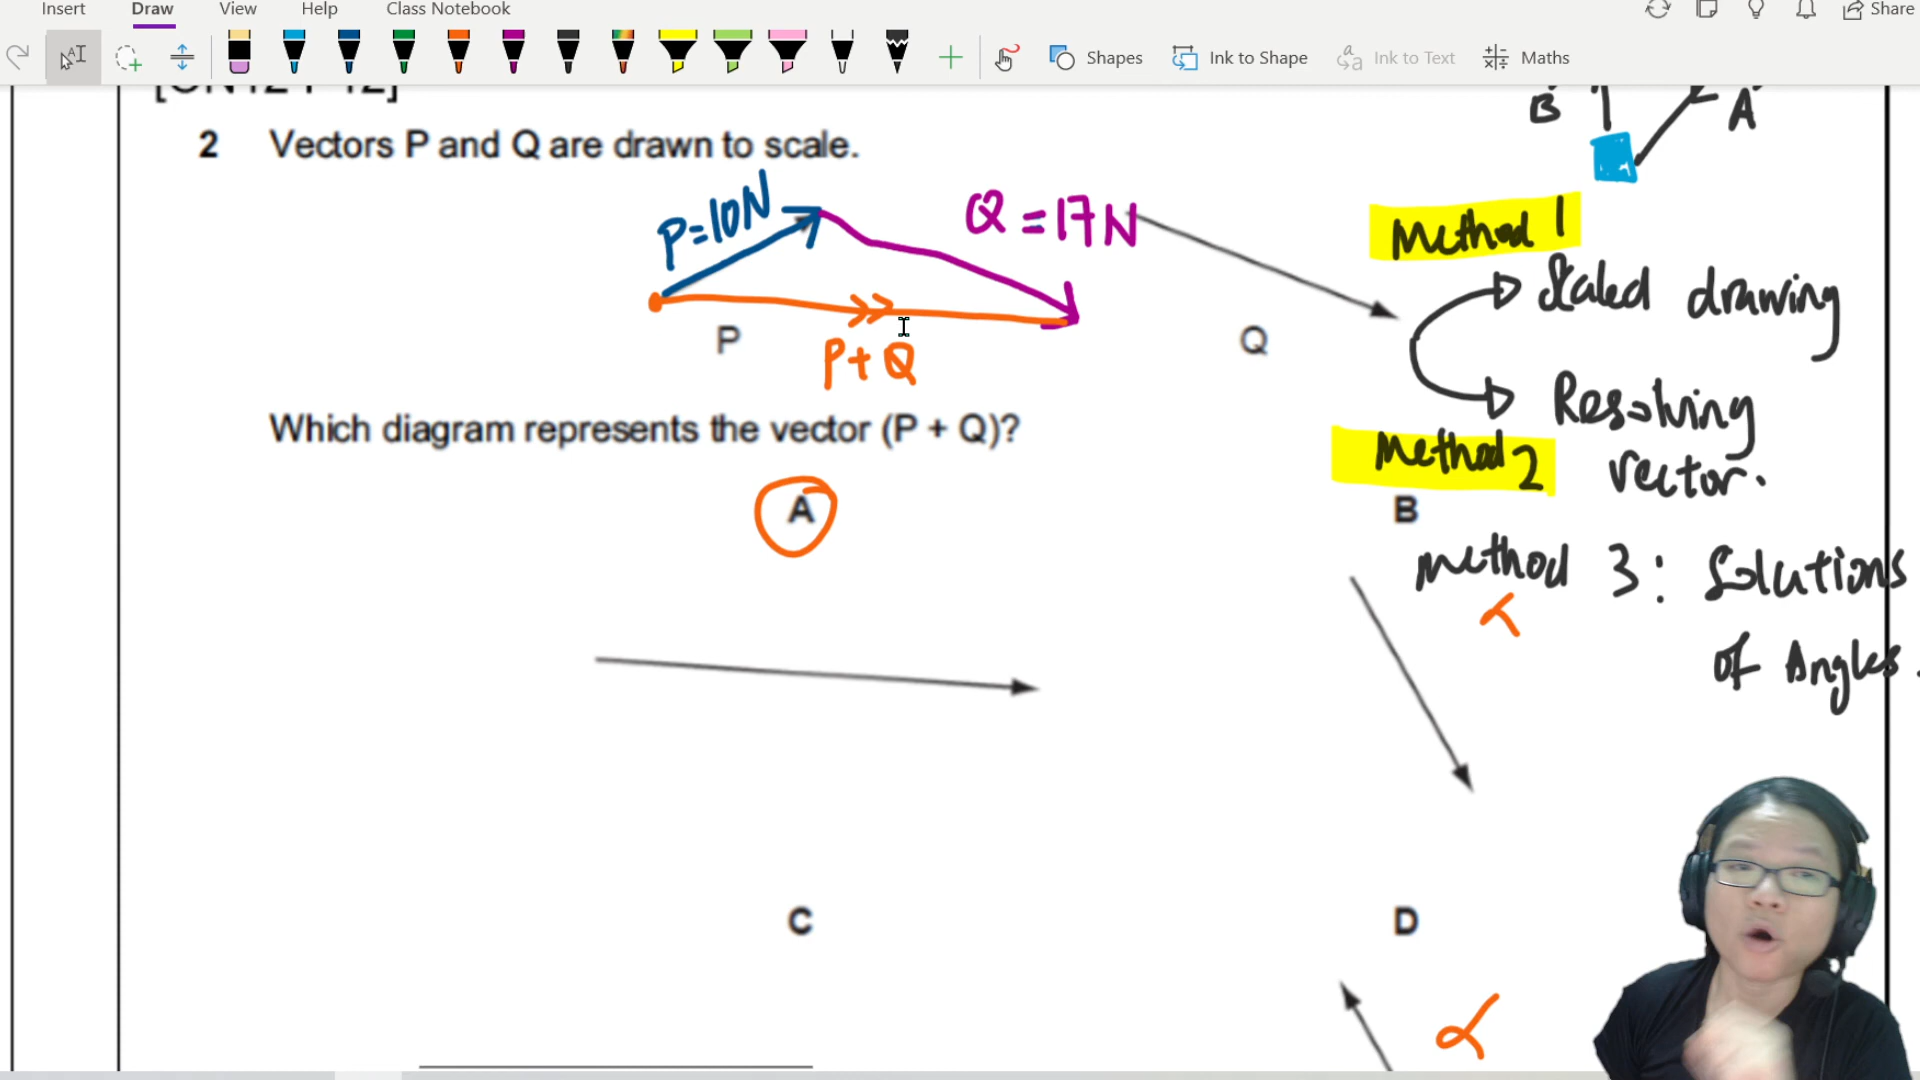 Insert Draw View Help Class Notebook Share
Shapes Ink to Shape Ink to Text Maths
B A
2 Vectors P and Q are drawn to scale.
P=10N Q=17N
Method 1
Scaled drawing
P Q
P+Q
Resolving
vector.
Method 2
Which diagram represents the vector (P + Q)?
A B
method 3: Solutions
of Angles.
C D